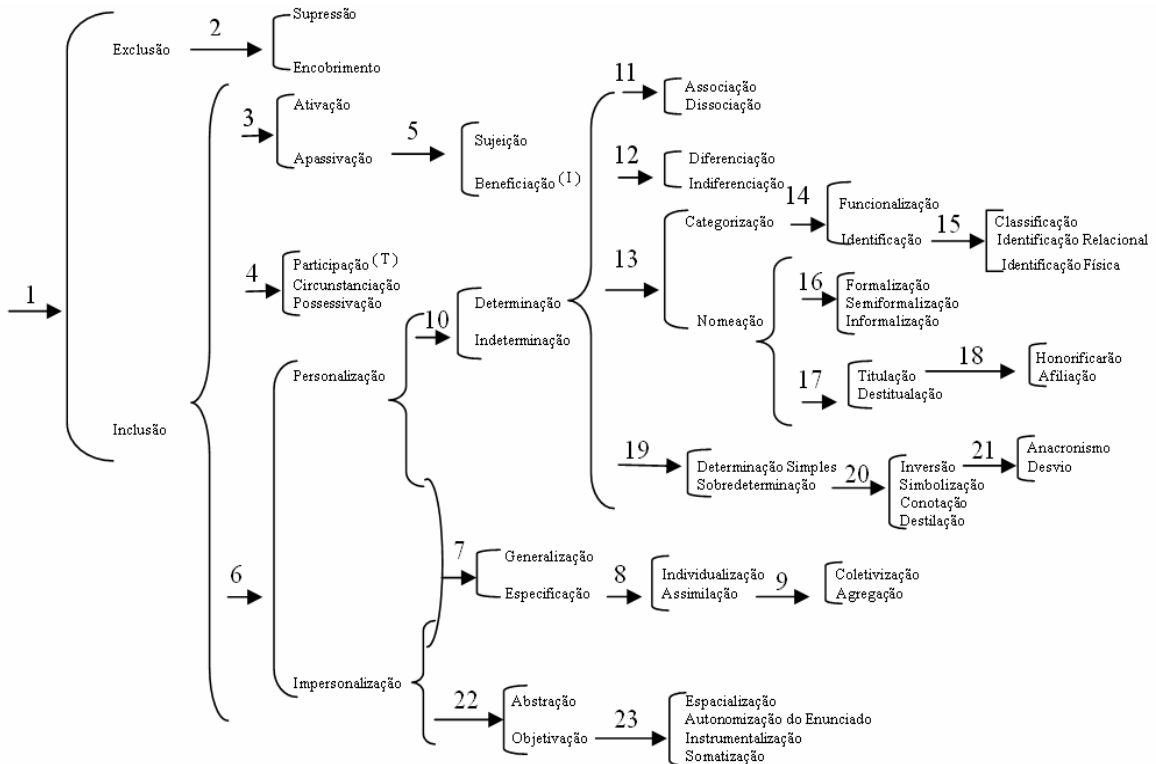 1
Exclusão
2
Supressão
Encobrimento
Inclusão
3
Ativação
Apassivação
5
Sujeição
Beneficiação (I)
4
Participação (T)
Circunstanciação
Possessivação
6
Personalização
10
Determinação
Indeterminação
11
Associação
Dissociação
12
Diferenciação
Indiferenciação
13
Categorização
14
Funcionalização
Identificação
15
Classificação
Identificação Relacional
Identificação Física
Nomeação
16
Formalização
Semiformalização
Informalização
17
Titulação
Destitualação
18
Honorificarão
Afiliação
19
Determinação Simples
Sobredeterminação
20
Inversão
Simbolização
Conotação
Destilação
21
Anacronismo
Desvio
7
Generalização
Especificação
8
Individualização
Assimilação
9
Coletivização
Agregação
Impersonalização
22
Abstração
Objetivação
23
Espacialização
Autonomização do Enunciado
Instrumentalização
Somatização